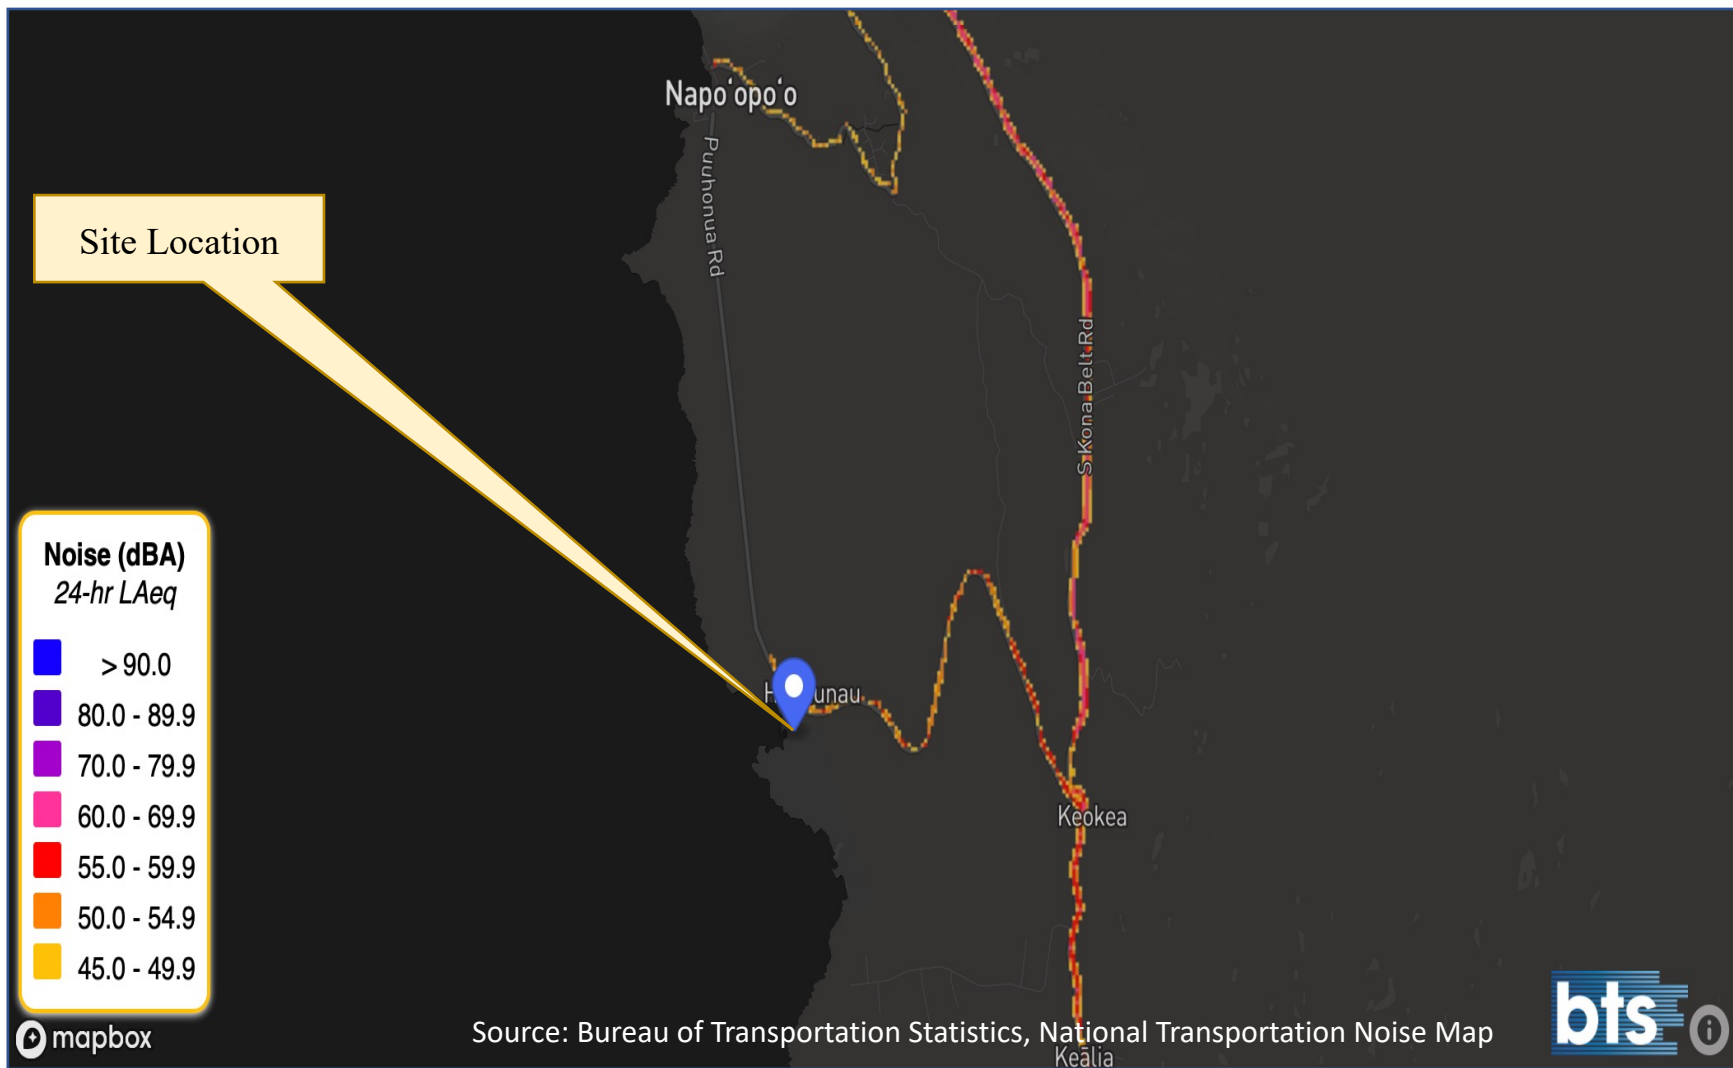 Napoʻopoʻo
Puuhonua Rd
Site Location
S Kona Belt Rd
Noise (dBA)
24-hr LAeq
> 90.0
80.0 - 89.9
70.0 - 79.9
60.0 - 69.9
55.0 - 59.9
50.0 - 54.9
45.0 - 49.9
Keokea
mapbox
Source: Bureau of Transportation Statistics, National Transportation Noise Map
bts
Keālia